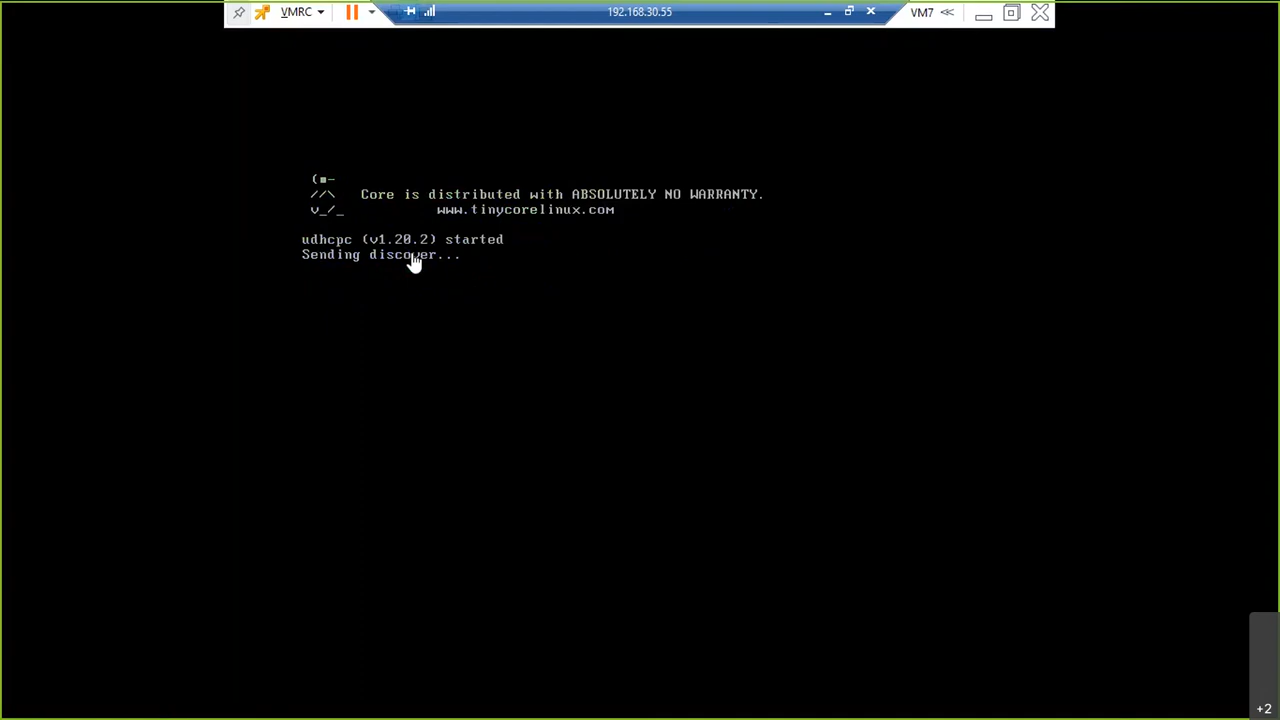 VMRC
192.168.30.55
VM7
(■-
//\ Core is distributed with ABSOLUTELY NO WARRANTY.
v_/_ www.tinycorelinux.com
udhcpc (v1.20.2) started
Sending discover...
+2